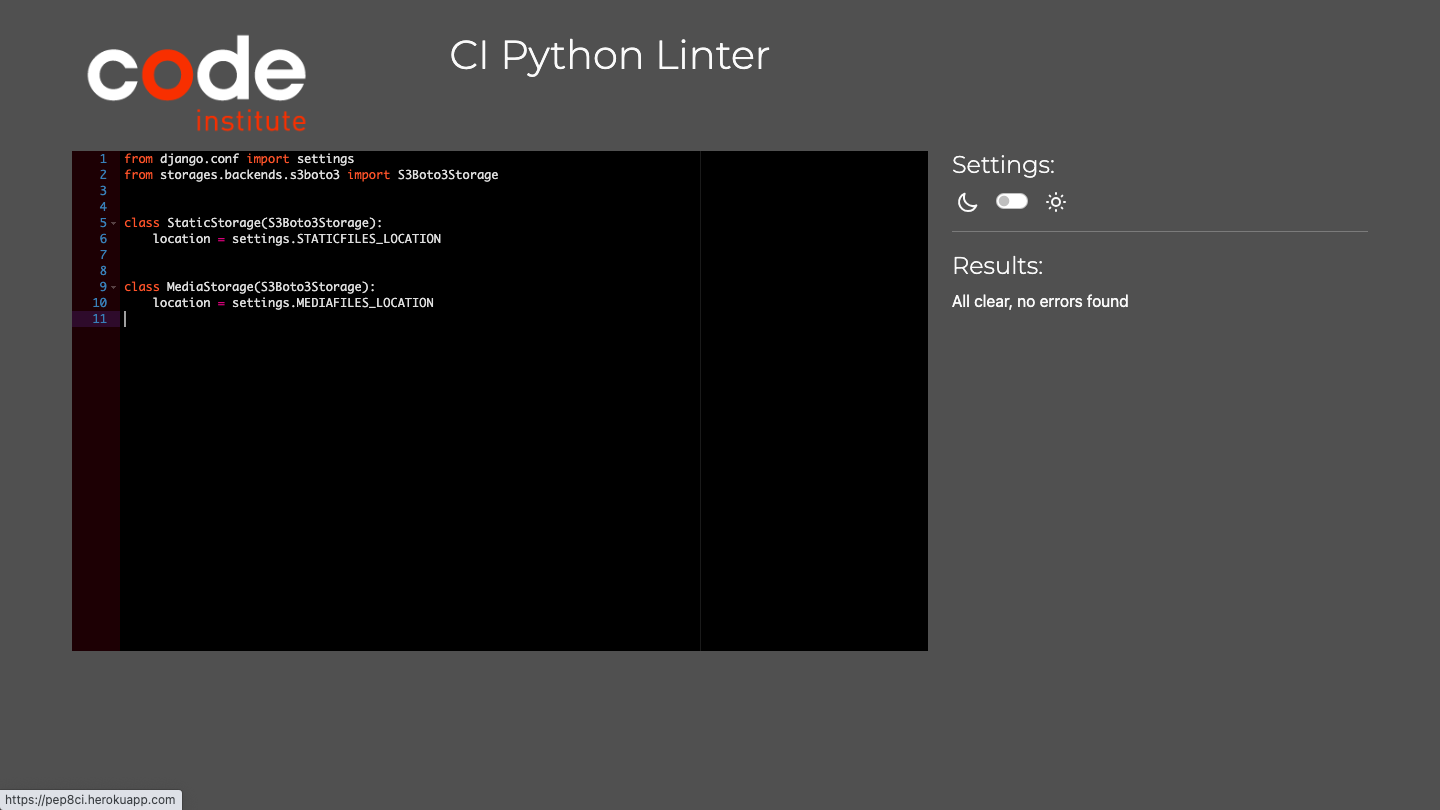 code
institute
CI Python Linter
1 from django.conf import settings
2 from storages.backends.s3boto3 import S3Boto3Storage
3
4
5 class StaticStorage(S3Boto3Storage):
6     location = settings.STATICFILES_LOCATION
7
8
9 class MediaStorage(S3Boto3Storage):
10     location = settings.MEDIAFILES_LOCATION
11
Settings:
Results:
All clear, no errors found
https://pep8ci.herokuapp.com